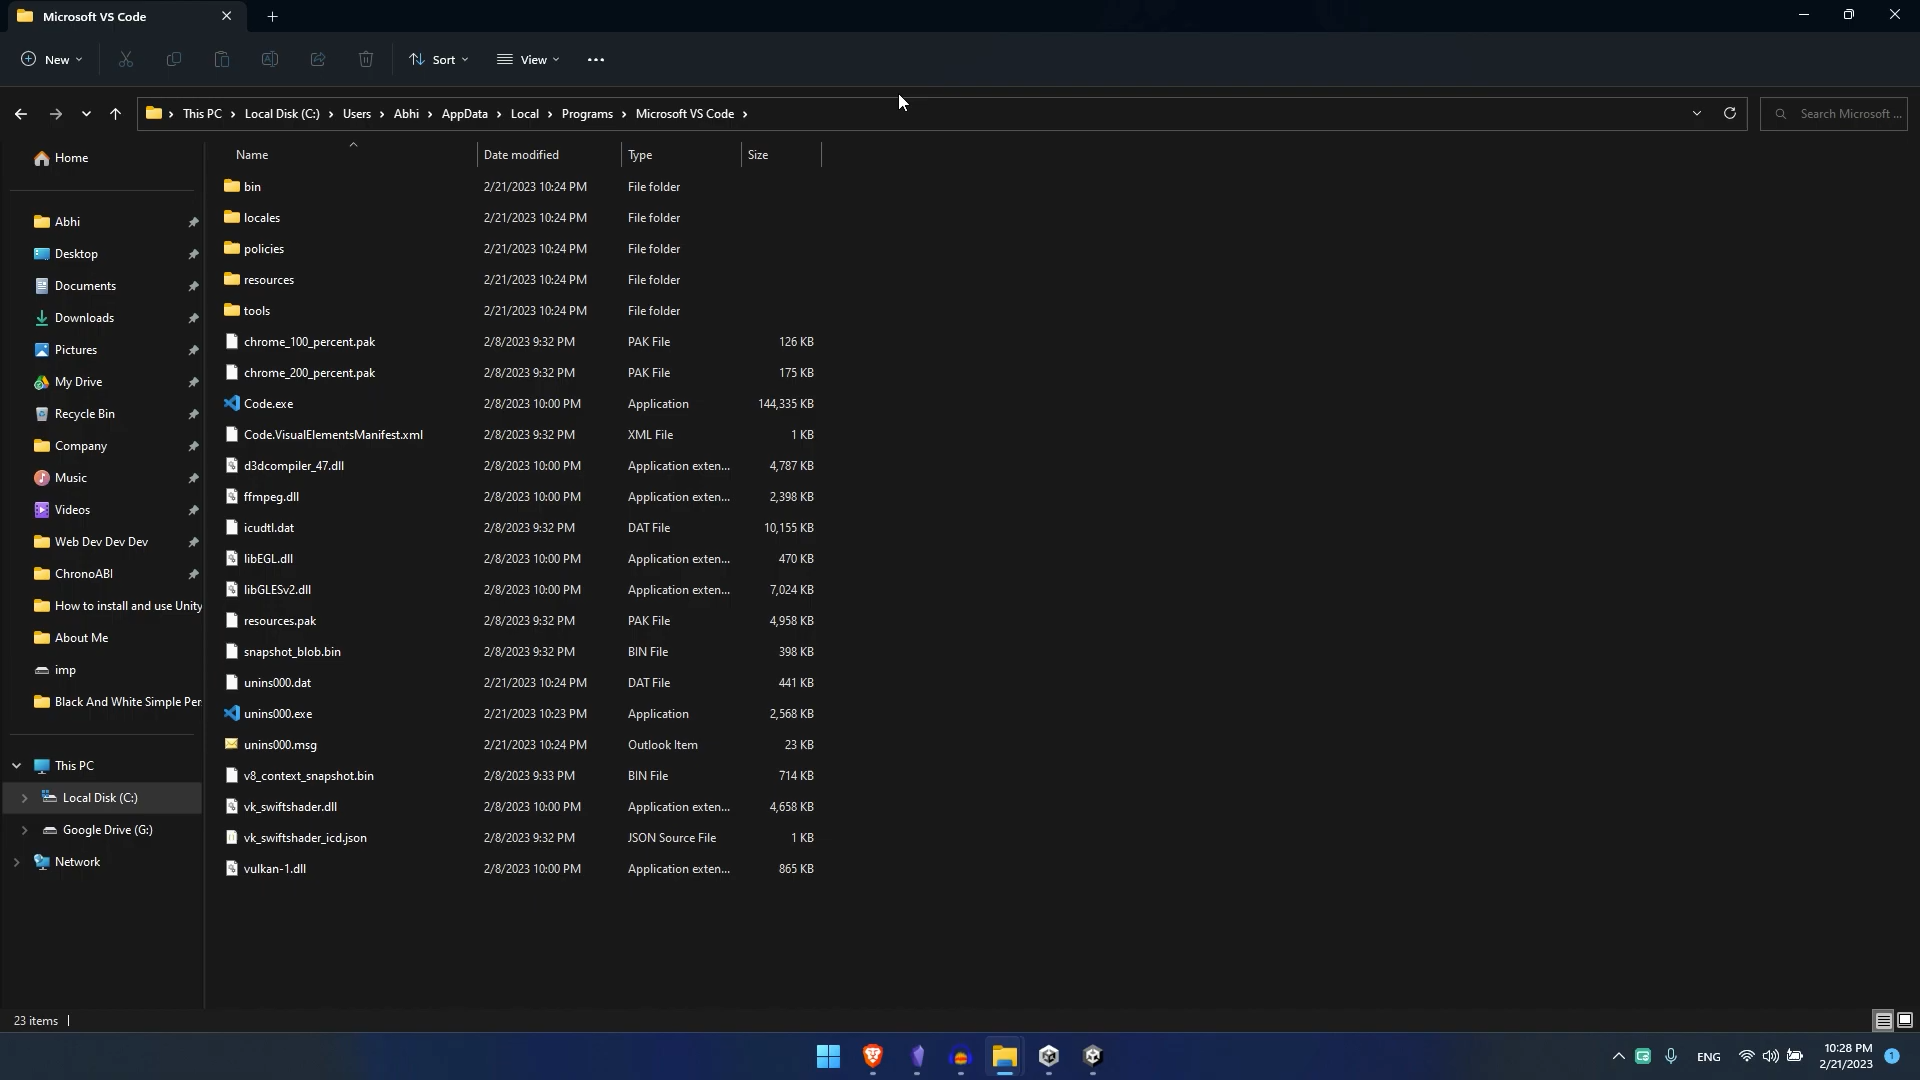 Microsoft VS Code
New
Sort
View
This PC > Local Disk (C:) > Users > Abhi > AppData > Local > Programs > Microsoft VS Code >
Search Microsoft ...
Home
Abhi
Desktop
Documents
Downloads
Pictures
My Drive
Recycle Bin
Company
Music
Videos
Web Dev Dev Dev
ChronoABI
How to install and use Unity
About Me
imp
Black And White Simple Per
This PC
Local Disk (C:)
Google Drive (G:)
Network
Name Date modified Type Size
bin 2/21/2023 10:24 PM File folder
locales 2/21/2023 10:24 PM File folder
policies 2/21/2023 10:24 PM File folder
resources 2/21/2023 10:24 PM File folder
tools 2/21/2023 10:24 PM File folder
chrome_100_percent.pak 2/8/2023 9:32 PM PAK File 126 KB
chrome_200_percent.pak 2/8/2023 9:32 PM PAK File 175 KB
Code.exe 2/8/2023 10:00 PM Application 144,335 KB
Code.VisualElementsManifest.xml 2/8/2023 9:32 PM XML File 1 KB
d3dcompiler_47.dll 2/8/2023 10:00 PM Application exten... 4,787 KB
ffmpeg.dll 2/8/2023 10:00 PM Application exten... 2,398 KB
icudtl.dat 2/8/2023 9:32 PM DAT File 10,155 KB
libEGL.dll 2/8/2023 10:00 PM Application exten... 470 KB
libGLESv2.dll 2/8/2023 10:00 PM Application exten... 7,024 KB
resources.pak 2/8/2023 9:32 PM PAK File 4,958 KB
snapshot_blob.bin 2/8/2023 9:32 PM BIN File 398 KB
unins000.dat 2/21/2023 10:24 PM DAT File 441 KB
unins000.exe 2/21/2023 10:23 PM Application 2,568 KB
unins000.msg 2/21/2023 10:24 PM Outlook Item 23 KB
v8_context_snapshot.bin 2/8/2023 9:33 PM BIN File 714 KB
vk_swiftshader.dll 2/8/2023 10:00 PM Application exten... 4,658 KB
vk_swiftshader_icd.json 2/8/2023 9:32 PM JSON Source File 1 KB
vulkan-1.dll 2/8/2023 10:00 PM Application exten... 865 KB
23 items
ENG
10:28 PM
2/21/2023
1